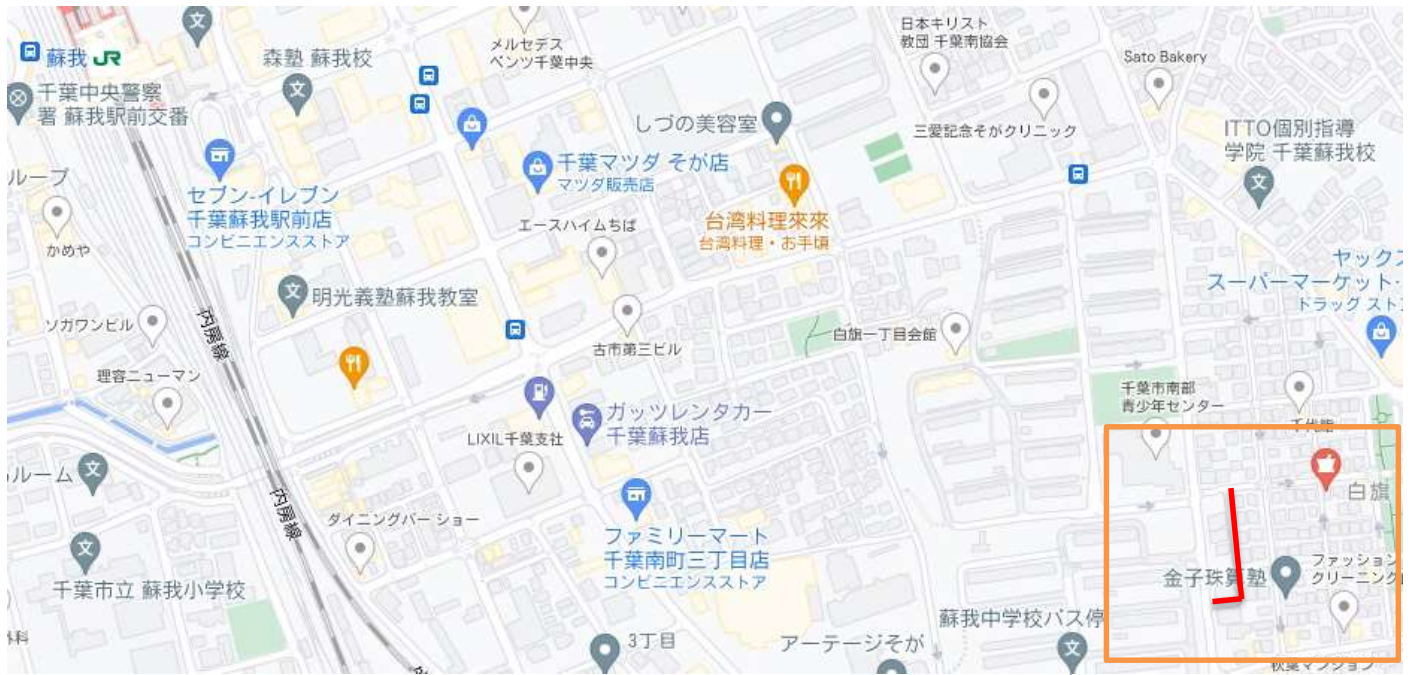 日本キリスト
教団 千葉南協会
メルセデス
ベンツ千葉中央
蘇我 JR
森塾 蘇我校
Sato Bakery
千葉中央警察
署 蘇我駅前交番
しづの美容室
三愛記念そがクリニック
ITTO個別指導
学院 千葉蘇我校
千葉マツダ そが店
マツダ販売店
ループ
セブン-イレブン
千葉蘇我駅前店
コンビニエンスストア
エースハイムちば
台湾料理來來
台湾料理・お手頃
かめや
ヤックス
スーパーマーケット・
ドラッグ スト
明光義塾蘇我教室
ソガワンビル
内房線
古市第三ビル
白旗一丁目会館
理容ニューマン
千葉市南部
青少年センター
ガッツレンタカー
千葉蘇我店
LIXIL千葉支社
ルーム
白旗
内房線
ダイニングバー ショー
ファミリーマート
千葉南町三丁目店
コンビニエンスストア
千葉市立 蘇我小学校
金子珠算塾
ファッション
クリーニング
蘇我中学校バス停
外科
3丁目
アーテージそが
秋葉マンション